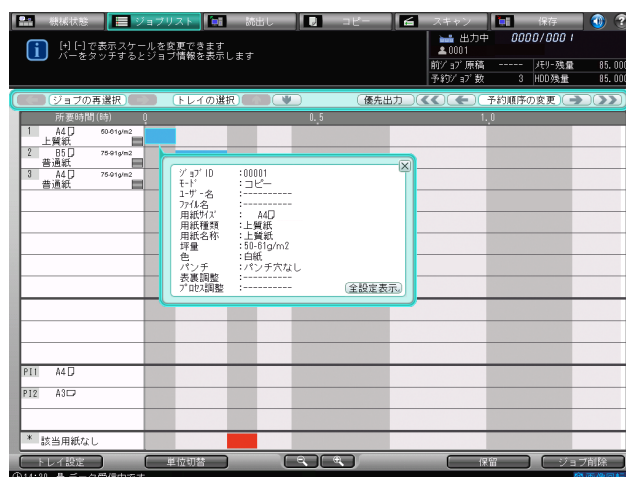 機械状態 ジョブリスト 読出し コピー スキャン 保存 ?
[+] [-] で表示スケールを変更できます
バーをタッチするとジョブ情報を表示します
出力中 0000/0001
0001
前ジョブ原稿 ----- メモリー残量 85.00
予約ジョブ数 3 HDD残量 85.00
ジョブの再選択 トレイの選択 優先出力 予約順序の変更
所要時間(時) 0 0.5 1.0
1 A4 50-61g/m2
上質紙
2 B5 75-91g/m2
普通紙
3 A4 75-91g/m2
普通紙
ジョブID :00001
モード :コピー
ユーザー名 :----------
ファイル名 :----------
用紙サイズ : A4
用紙種類 :上質紙
用紙名称 :上質紙
坪量 :50-61g/m2
色 :白紙
パンチ :パンチ穴なし
表裏調整 :----------
プロセス調整 :----------
全設定表示
PI1 A4
PI2 A3
* 該当用紙なし
トレイ設定 単位切替 保留 ジョブ削除